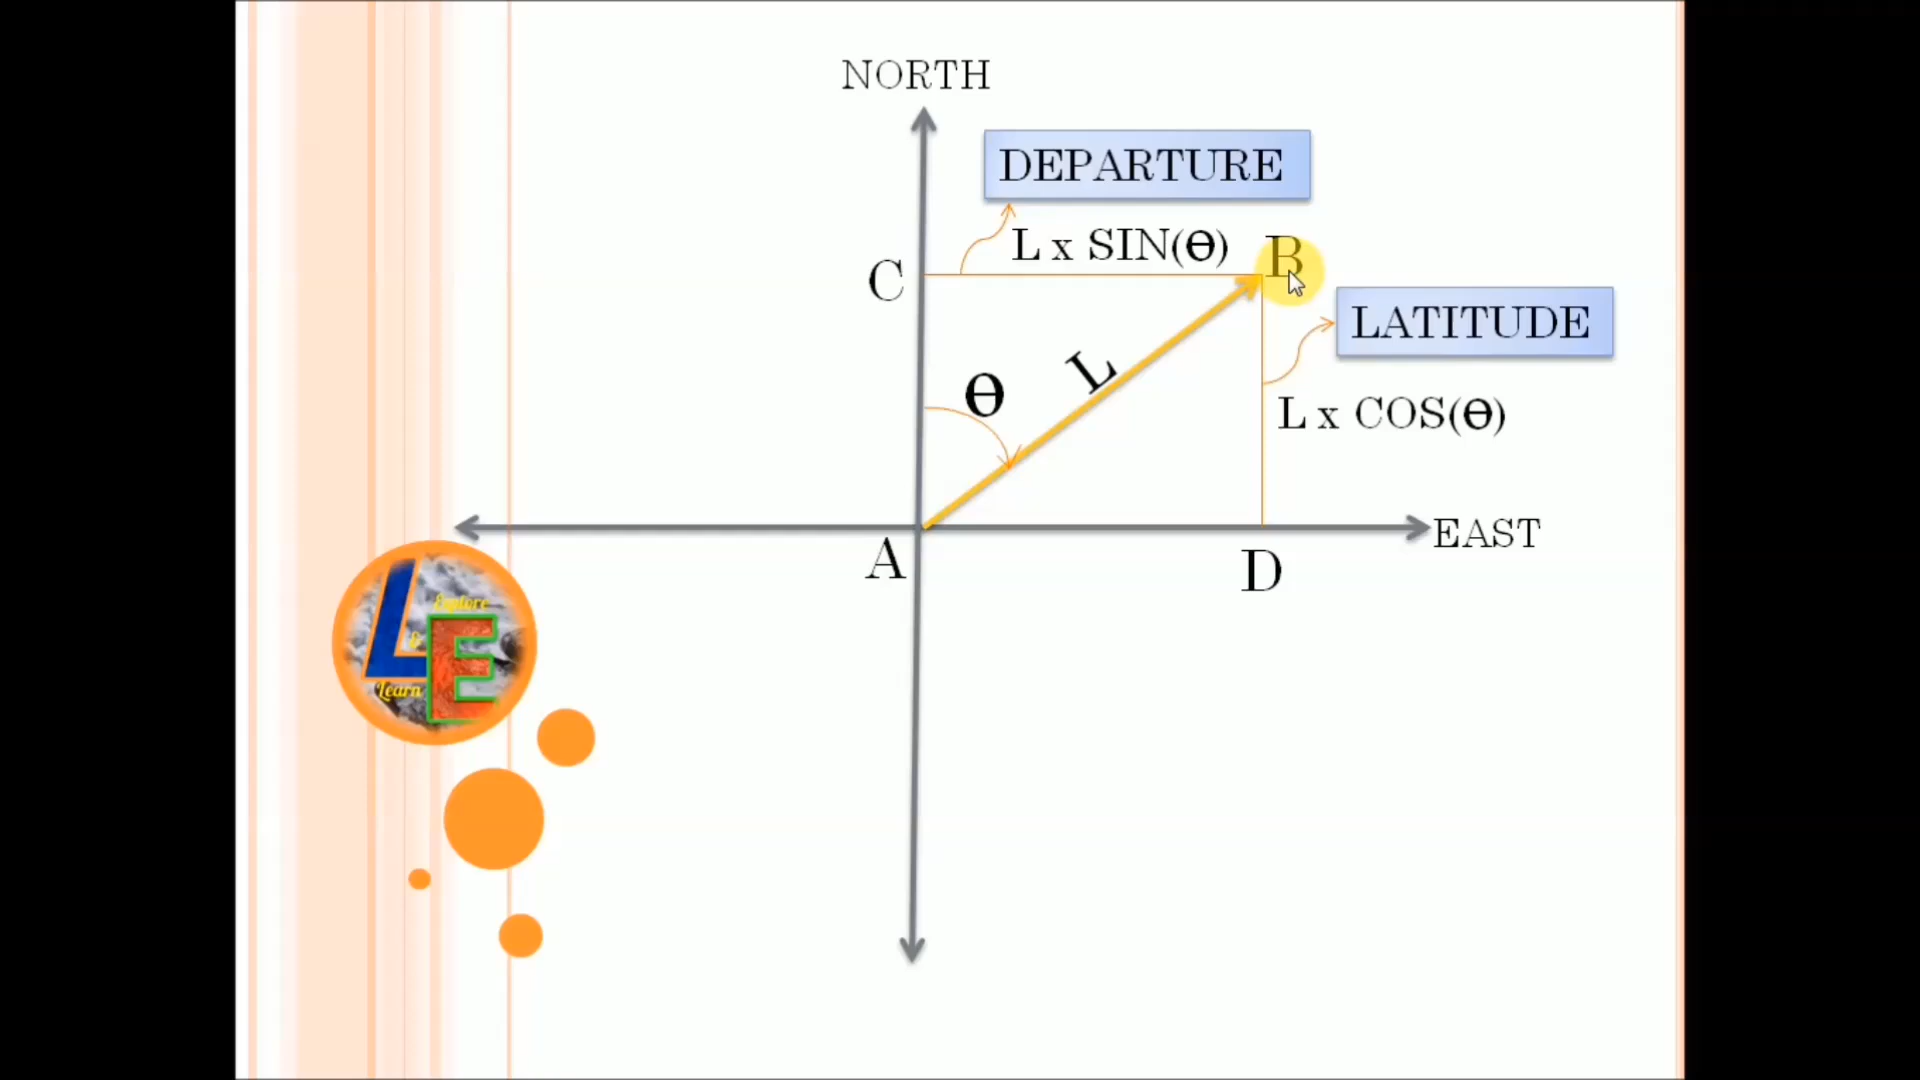 NORTH
DEPARTURE
L x SIN(Ɵ)
B
C
LATITUDE
L
Ɵ
L x COS(Ɵ)
EAST
A
D
L
Explore
&
E
Learn